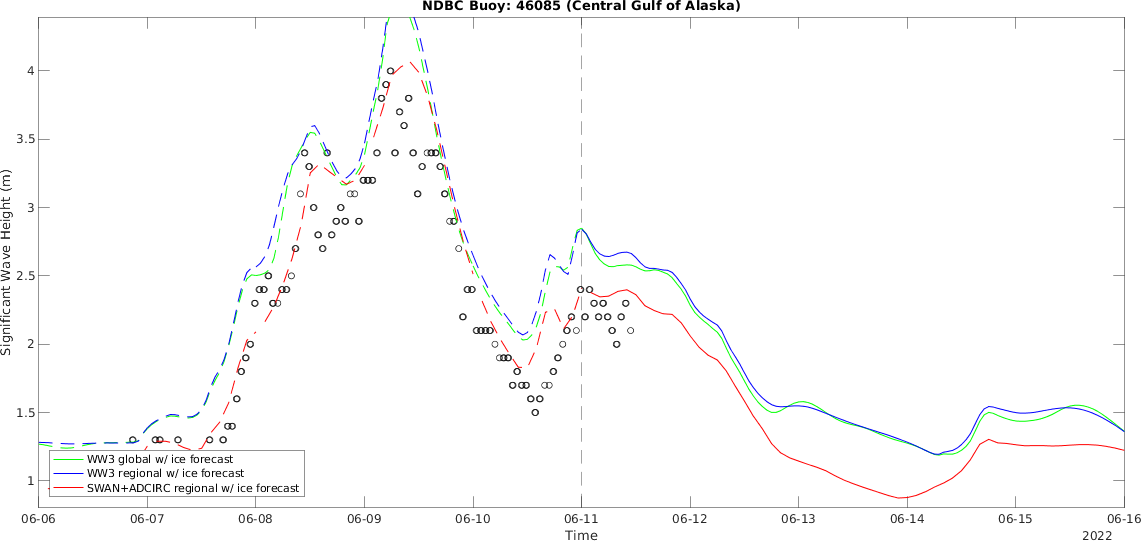 NDBC Buoy: 46085 (Central Gulf of Alaska)
Significant Wave Height (m)
4
3.5
3
2.5
2
1.5
1
WW3 global w/ ice forecast
WW3 regional w/ ice forecast
SWAN+ADCIRC regional w/ ice forecast
06-06 06-07 06-08 06-09 06-10 06-11 06-12 06-13 06-14 06-15 06-16
Time
2022